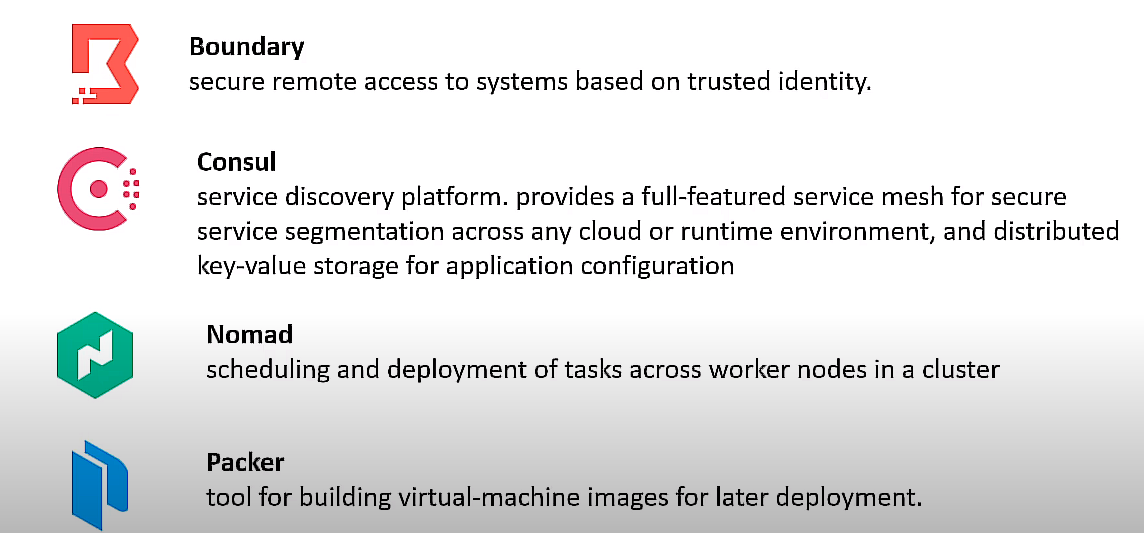 Boundary
secure remote access to systems based on trusted identity.
Consul
service discovery platform. provides a full-featured service mesh for secure
service segmentation across any cloud or runtime environment, and distributed
key-value storage for application configuration
Nomad
scheduling and deployment of tasks across worker nodes in a cluster
Packer
tool for building virtual-machine images for later deployment.